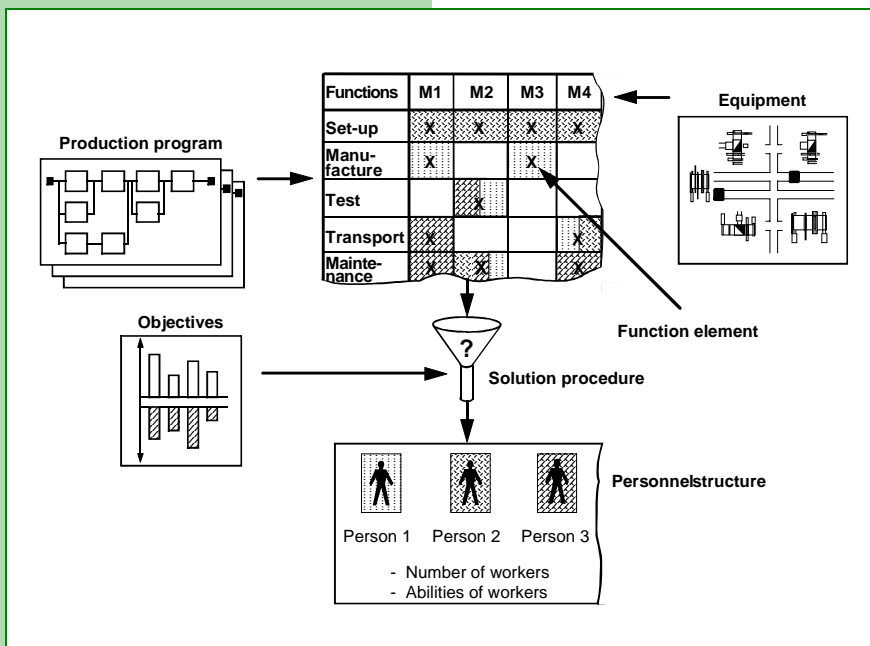 Functions M1 M2 M3 M4
Set-up X X X X
Manu-
facture X X
Test X
Transport X X
Mainte-
nance X X X
Production program
Equipment
Function element
Objectives
?
Solution procedure
Personnelstructure
Person 1 Person 2 Person 3
- Number of workers
- Abilities of workers